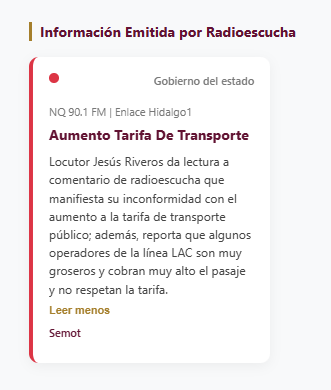 Información Emitida por Radioescucha
Gobierno del estado
NQ 90.1 FM | Enlace Hidalgo1
Aumento Tarifa De Transporte
Locutor Jesús Riveros da lectura a
comentario de radioescucha que
manifiesta su inconformidad con el
aumento a la tarifa de transporte
público; además, reporta que algunos
operadores de la línea LAC son muy
groseros y cobran muy alto el pasaje
y no respetan la tarifa.
Leer menos
Semot